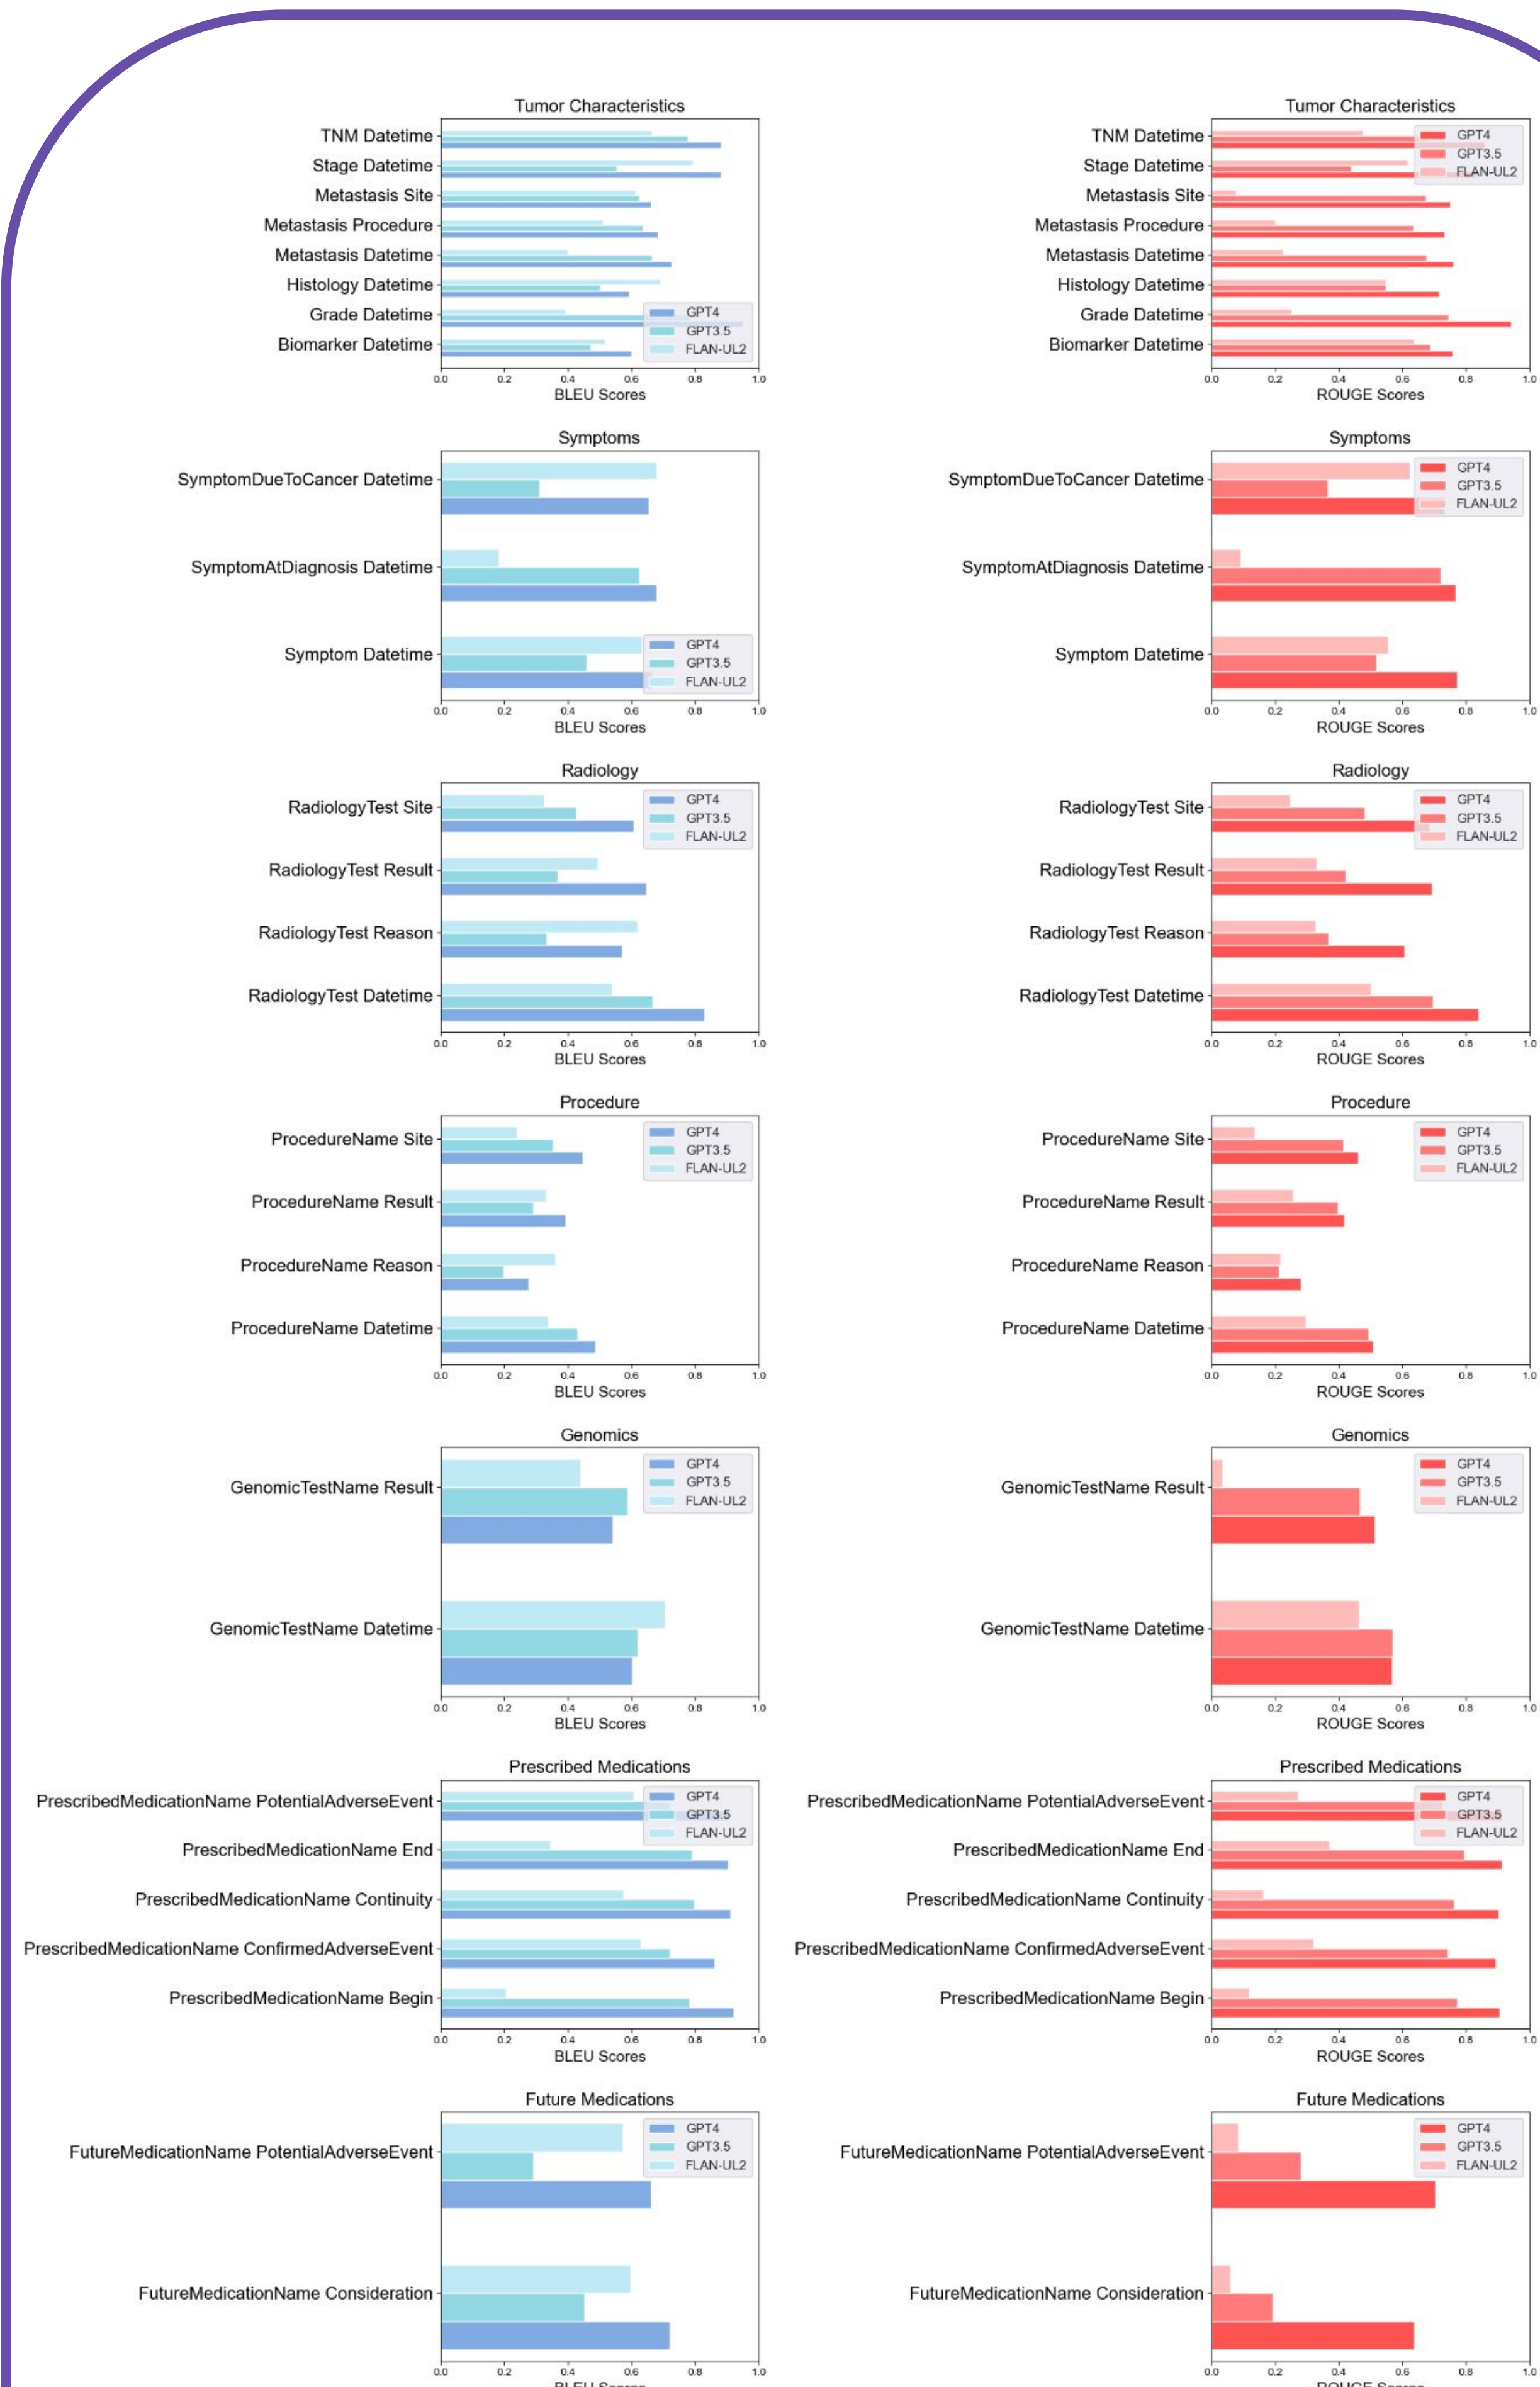 Tumor Characteristics
TNM Datetime
Stage Datetime
Metastasis Site
Metastasis Procedure
Metastasis Datetime
Histology Datetime
Grade Datetime
Biomarker Datetime
GPT4
GPT3.5
FLAN-UL2
0.0 0.2 0.4 0.6 0.8 1.0
BLEU Scores
Tumor Characteristics
TNM Datetime
Stage Datetime
Metastasis Site
Metastasis Procedure
Metastasis Datetime
Histology Datetime
Grade Datetime
Biomarker Datetime
GPT4
GPT3.5
FLAN-UL2
0.0 0.2 0.4 0.6 0.8 1.0
ROUGE Scores
Symptoms
SymptomDueToCancer Datetime
SymptomAtDiagnosis Datetime
Symptom Datetime
GPT4
GPT3.5
FLAN-UL2
0.0 0.2 0.4 0.6 0.8 1.0
BLEU Scores
Symptoms
SymptomDueToCancer Datetime
SymptomAtDiagnosis Datetime
Symptom Datetime
GPT4
GPT3.5
FLAN-UL2
0.0 0.2 0.4 0.6 0.8 1.0
ROUGE Scores
Radiology
RadiologyTest Site
RadiologyTest Result
RadiologyTest Reason
RadiologyTest Datetime
GPT4
GPT3.5
FLAN-UL2
0.0 0.2 0.4 0.6 0.8 1.0
BLEU Scores
Radiology
RadiologyTest Site
RadiologyTest Result
RadiologyTest Reason
RadiologyTest Datetime
GPT4
GPT3.5
FLAN-UL2
0.0 0.2 0.4 0.6 0.8 1.0
ROUGE Scores
Procedure
ProcedureName Site
ProcedureName Result
ProcedureName Reason
ProcedureName Datetime
GPT4
GPT3.5
FLAN-UL2
0.0 0.2 0.4 0.6 0.8 1.0
BLEU Scores
Procedure
ProcedureName Site
ProcedureName Result
ProcedureName Reason
ProcedureName Datetime
GPT4
GPT3.5
FLAN-UL2
0.0 0.2 0.4 0.6 0.8 1.0
ROUGE Scores
Genomics
GenomicTestName Result
GenomicTestName Datetime
GPT4
GPT3.5
FLAN-UL2
0.0 0.2 0.4 0.6 0.8 1.0
BLEU Scores
Genomics
GenomicTestName Result
GenomicTestName Datetime
GPT4
GPT3.5
FLAN-UL2
0.0 0.2 0.4 0.6 0.8 1.0
ROUGE Scores
Prescribed Medications
PrescribedMedicationName PotentialAdverseEvent
PrescribedMedicationName End
PrescribedMedicationName Continuity
PrescribedMedicationName ConfirmedAdverseEvent
PrescribedMedicationName Begin
GPT4
GPT3.5
FLAN-UL2
0.0 0.2 0.4 0.6 0.8 1.0
BLEU Scores
Prescribed Medications
PrescribedMedicationName PotentialAdverseEvent
PrescribedMedicationName End
PrescribedMedicationName Continuity
PrescribedMedicationName ConfirmedAdverseEvent
PrescribedMedicationName Begin
GPT4
GPT3.5
FLAN-UL2
0.0 0.2 0.4 0.6 0.8 1.0
ROUGE Scores
Future Medications
FutureMedicationName PotentialAdverseEvent
FutureMedicationName Consideration
GPT4
GPT3.5
FLAN-UL2
0.0 0.2 0.4 0.6 0.8 1.0
BLEU Scores
Future Medications
FutureMedicationName PotentialAdverseEvent
FutureMedicationName Consideration
GPT4
GPT3.5
FLAN-UL2
0.0 0.2 0.4 0.6 0.8 1.0
ROUGE Scores